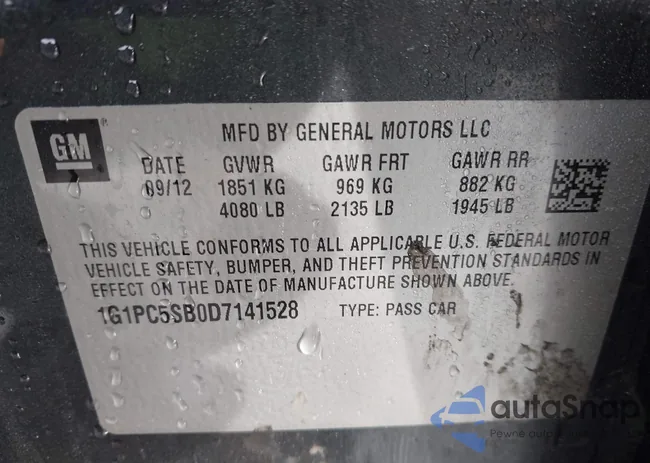 GM
MFD BY GENERAL MOTORS LLC
DATE GVWR GAWR FRT GAWR RR
09/12 1851 KG 969 KG 882 KG
4080 LB 2135 LB 1945 LB
THIS VEHICLE CONFORMS TO ALL APPLICABLE U.S. FEDERAL MOTOR
VEHICLE SAFETY, BUMPER, AND THEFT PREVENTION STANDARDS IN
EFFECT ON THE DATE OF MANUFACTURE SHOWN ABOVE.
1G1PC5SB0D7141528 TYPE: PASS CAR
autoSnap
Pewne auto